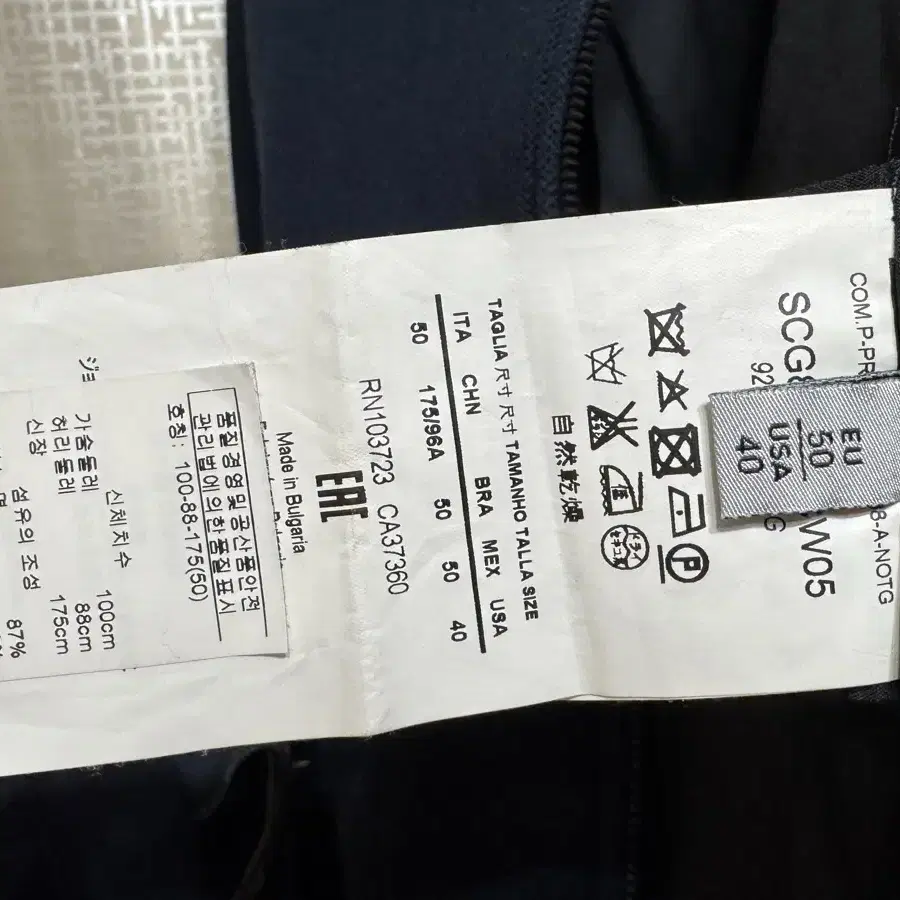 COM.P-PR
8-A-NOTG
SCG
W05
92
G
EU
50
USA
40
P
自然乾燥
TAGLIA 尺寸 尺寸 TAMANHO TALLA SIZE
ITA CHN BRA MEX USA
50 175/96A 50 50 40
RN103723 CA37360
EAC
Made in Bulgaria
품질경영 및 공산품안전
관리법에 의한 품질표시
호칭: 100-88-175(50)
신체치수
가슴둘레 100cm
허리둘레 88cm
신장 175cm
섬유의 조성
87%